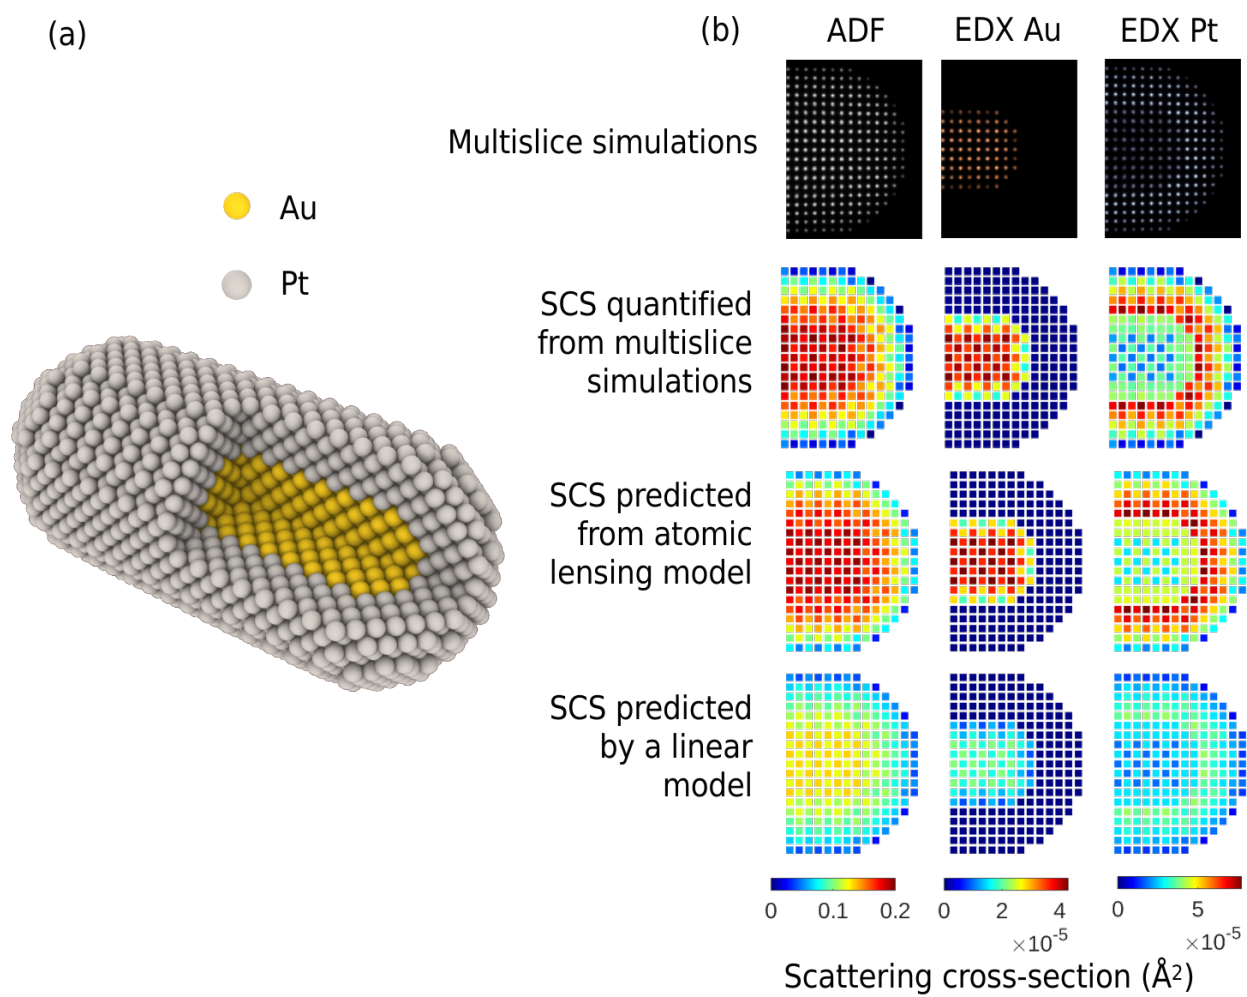 (a)
(b)
ADF
EDX Au
EDX Pt
Multislice simulations
Au
Pt
SCS quantified
from multislice
simulations
SCS predicted
from atomic
lensing model
SCS predicted
by a linear
model
0
0.1
0.2
0
2
4
×10⁻⁵
0
5
×10⁻⁵
Scattering cross-section (Å²)